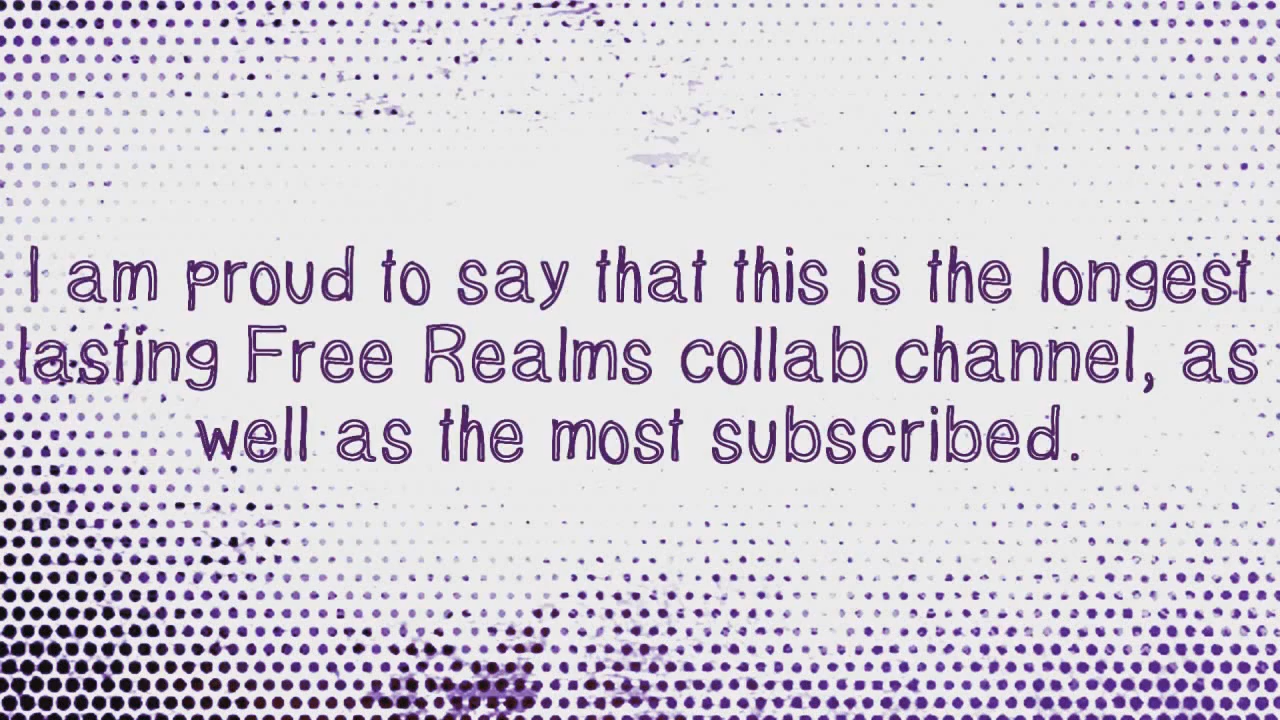 I am proud to say that this is the longest
lasting Free Realms collab channel, as
well as the most subscribed.